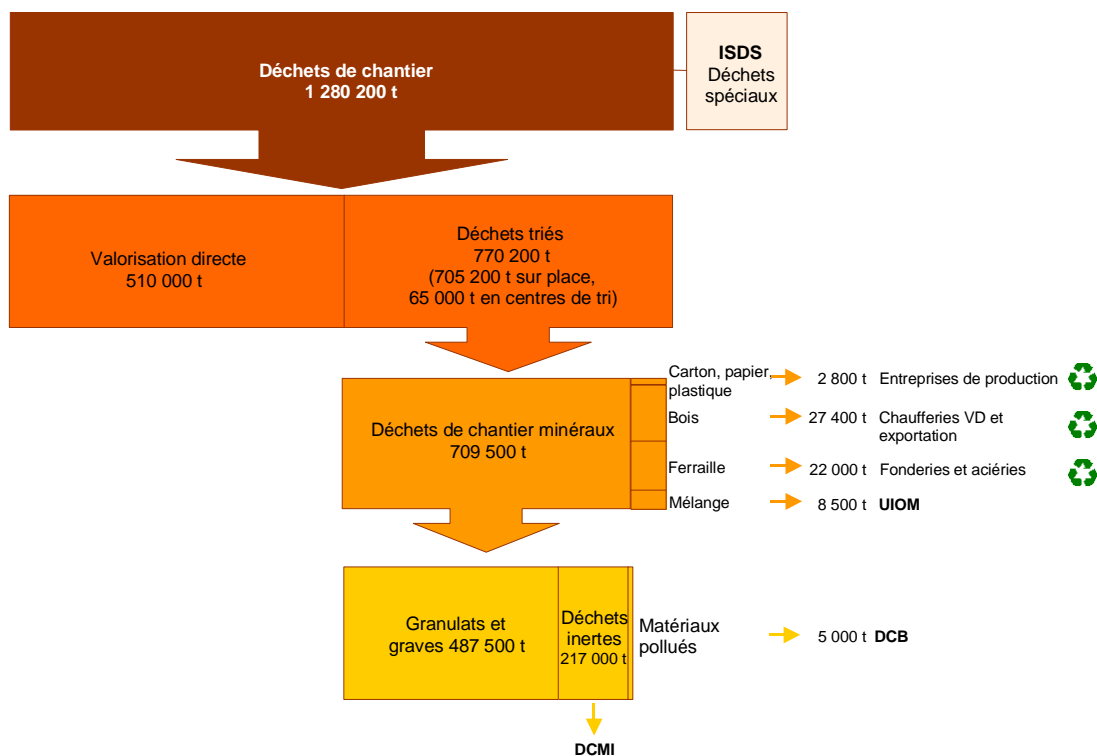 Déchets de chantier
1 280 200 t
ISDS
Déchets
spéciaux
Valorisation directe
510 000 t
Déchets triés
770 200 t
(705 200 t sur place,
65 000 t en centres de tri)
Déchets de chantier minéraux
709 500 t
Carton, papier,
plastique
2 800 t Entreprises de production
Bois
27 400 t Chaufferies VD et
exportation
Ferraille
22 000 t Fonderies et aciéries
Mélange
8 500 t UIOM
Granulats et
graves 487 500 t
Déchets
inertes
217 000 t
Matériaux
pollués
5 000 t DCB
DCMI